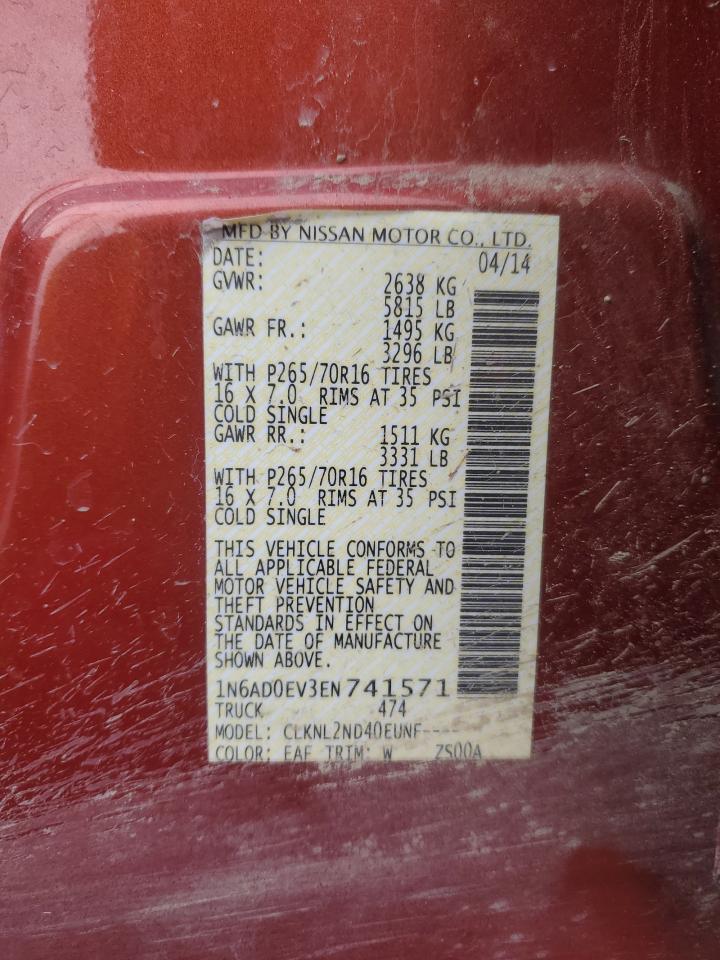 MFD BY NISSAN MOTOR CO., LTD.
DATE: 04/14
GVWR: 2638 KG
5815 LB
GAWR FR.: 1495 KG
3296 LB
WITH P265/70R16 TIRES
16 X 7.0 RIMS AT 35 PSI
COLD SINGLE
GAWR RR.: 1511 KG
3331 LB
WITH P265/70R16 TIRES
16 X 7.0 RIMS AT 35 PSI
COLD SINGLE
THIS VEHICLE CONFORMS TO
ALL APPLICABLE FEDERAL
MOTOR VEHICLE SAFETY AND
THEFT PREVENTION
STANDARDS IN EFFECT ON
THE DATE OF MANUFACTURE
SHOWN ABOVE.
1N6AD0EV3EN741571
TRUCK 474
MODEL: CLKNL2ND40EUNF----
COLOR: EAF TRIM: W ZS00A